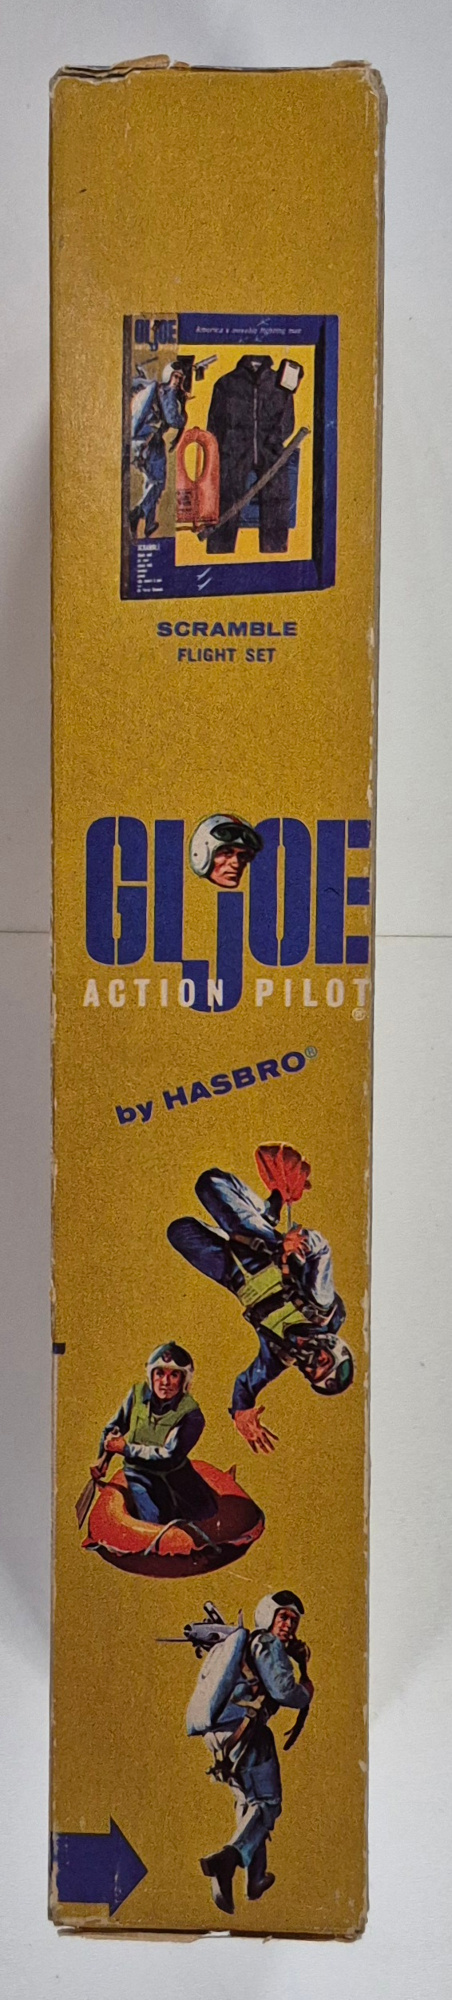 GI JOE
America's movable fighting man
SCRAMBLE
SCRAMBLE
FLIGHT SET
GI JOE
ACTION PILOT
®
by HASBRO®